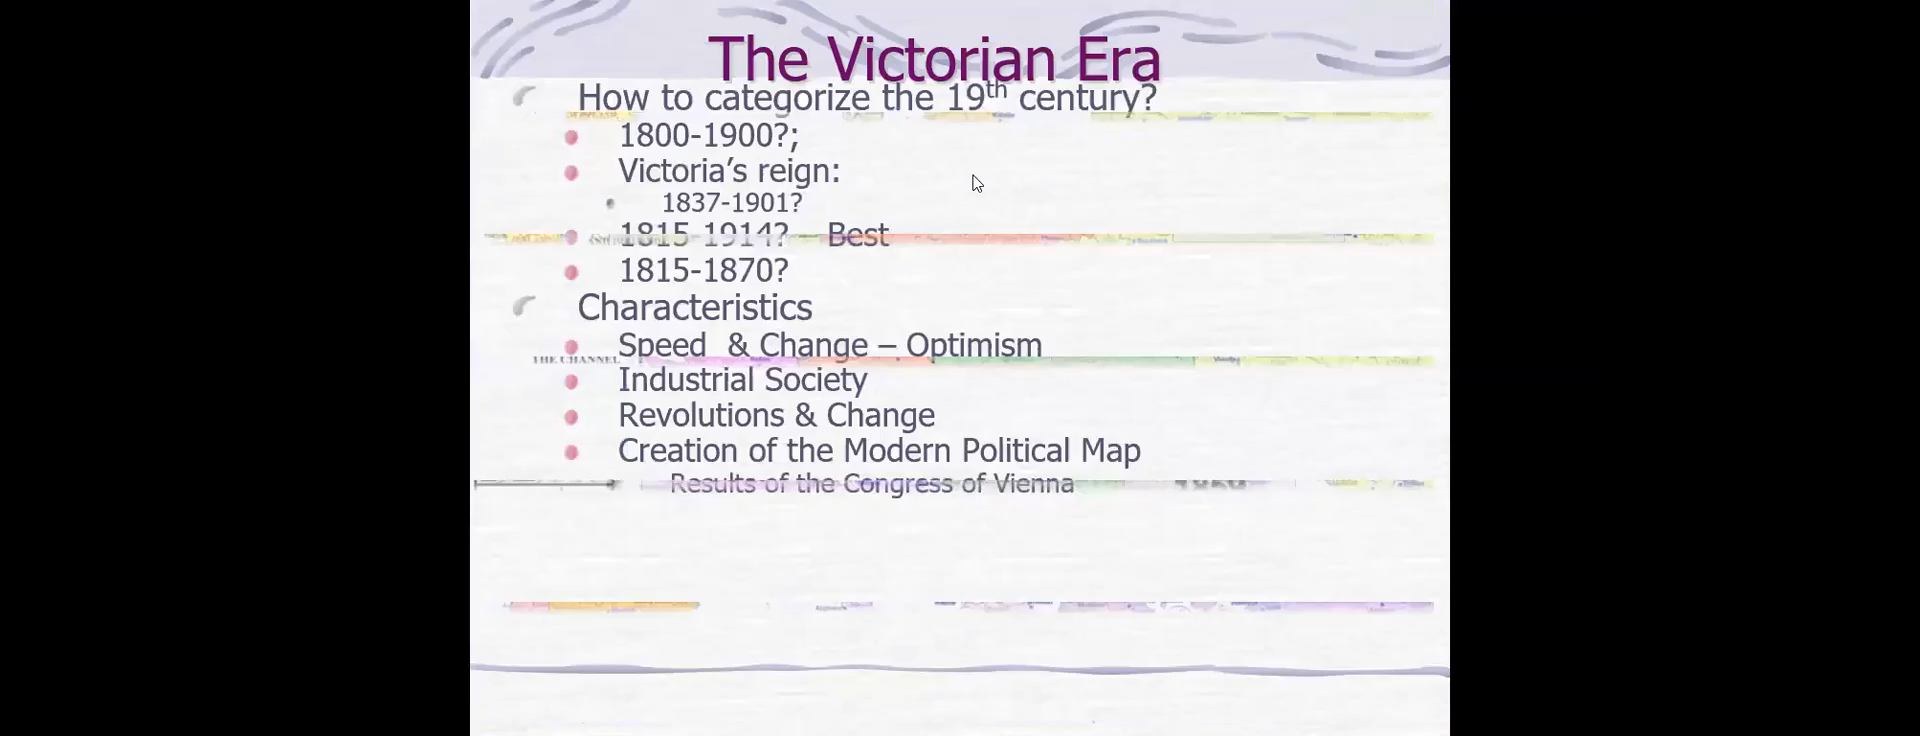 The Victorian Era
How to categorize the 19th century?
1800-1900?;
Victoria's reign:
1837-1901?
1815-1914? – Best
1815-1870?
Characteristics
Speed & Change – Optimism
THE CHANNEL
Industrial Society
Revolutions & Change
Creation of the Modern Political Map
Results of the Congress of Vienna